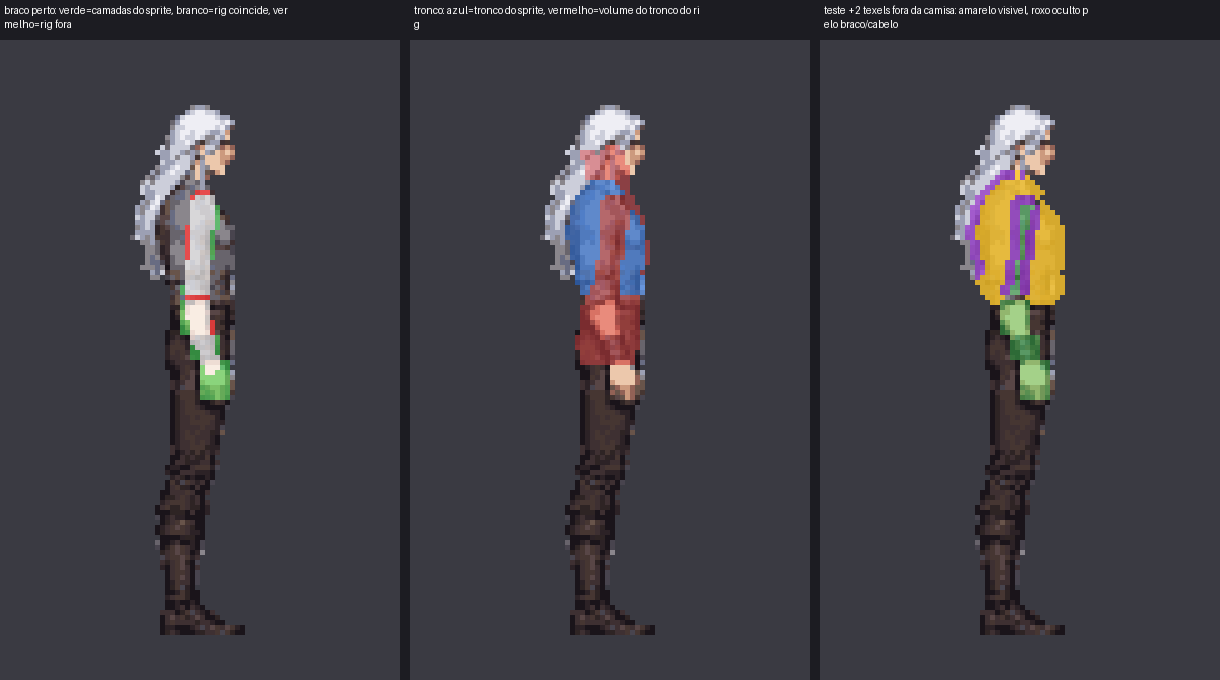 braco perto: verde=camadas do sprite, branco=rig coincide, ver
melho=rig fora
tronco: azul=tronco do sprite, vermelho=volume do tronco do ri
g
teste +2 texels fora da camisa: amarelo visivel, roxo oculto p
elo braco/cabelo